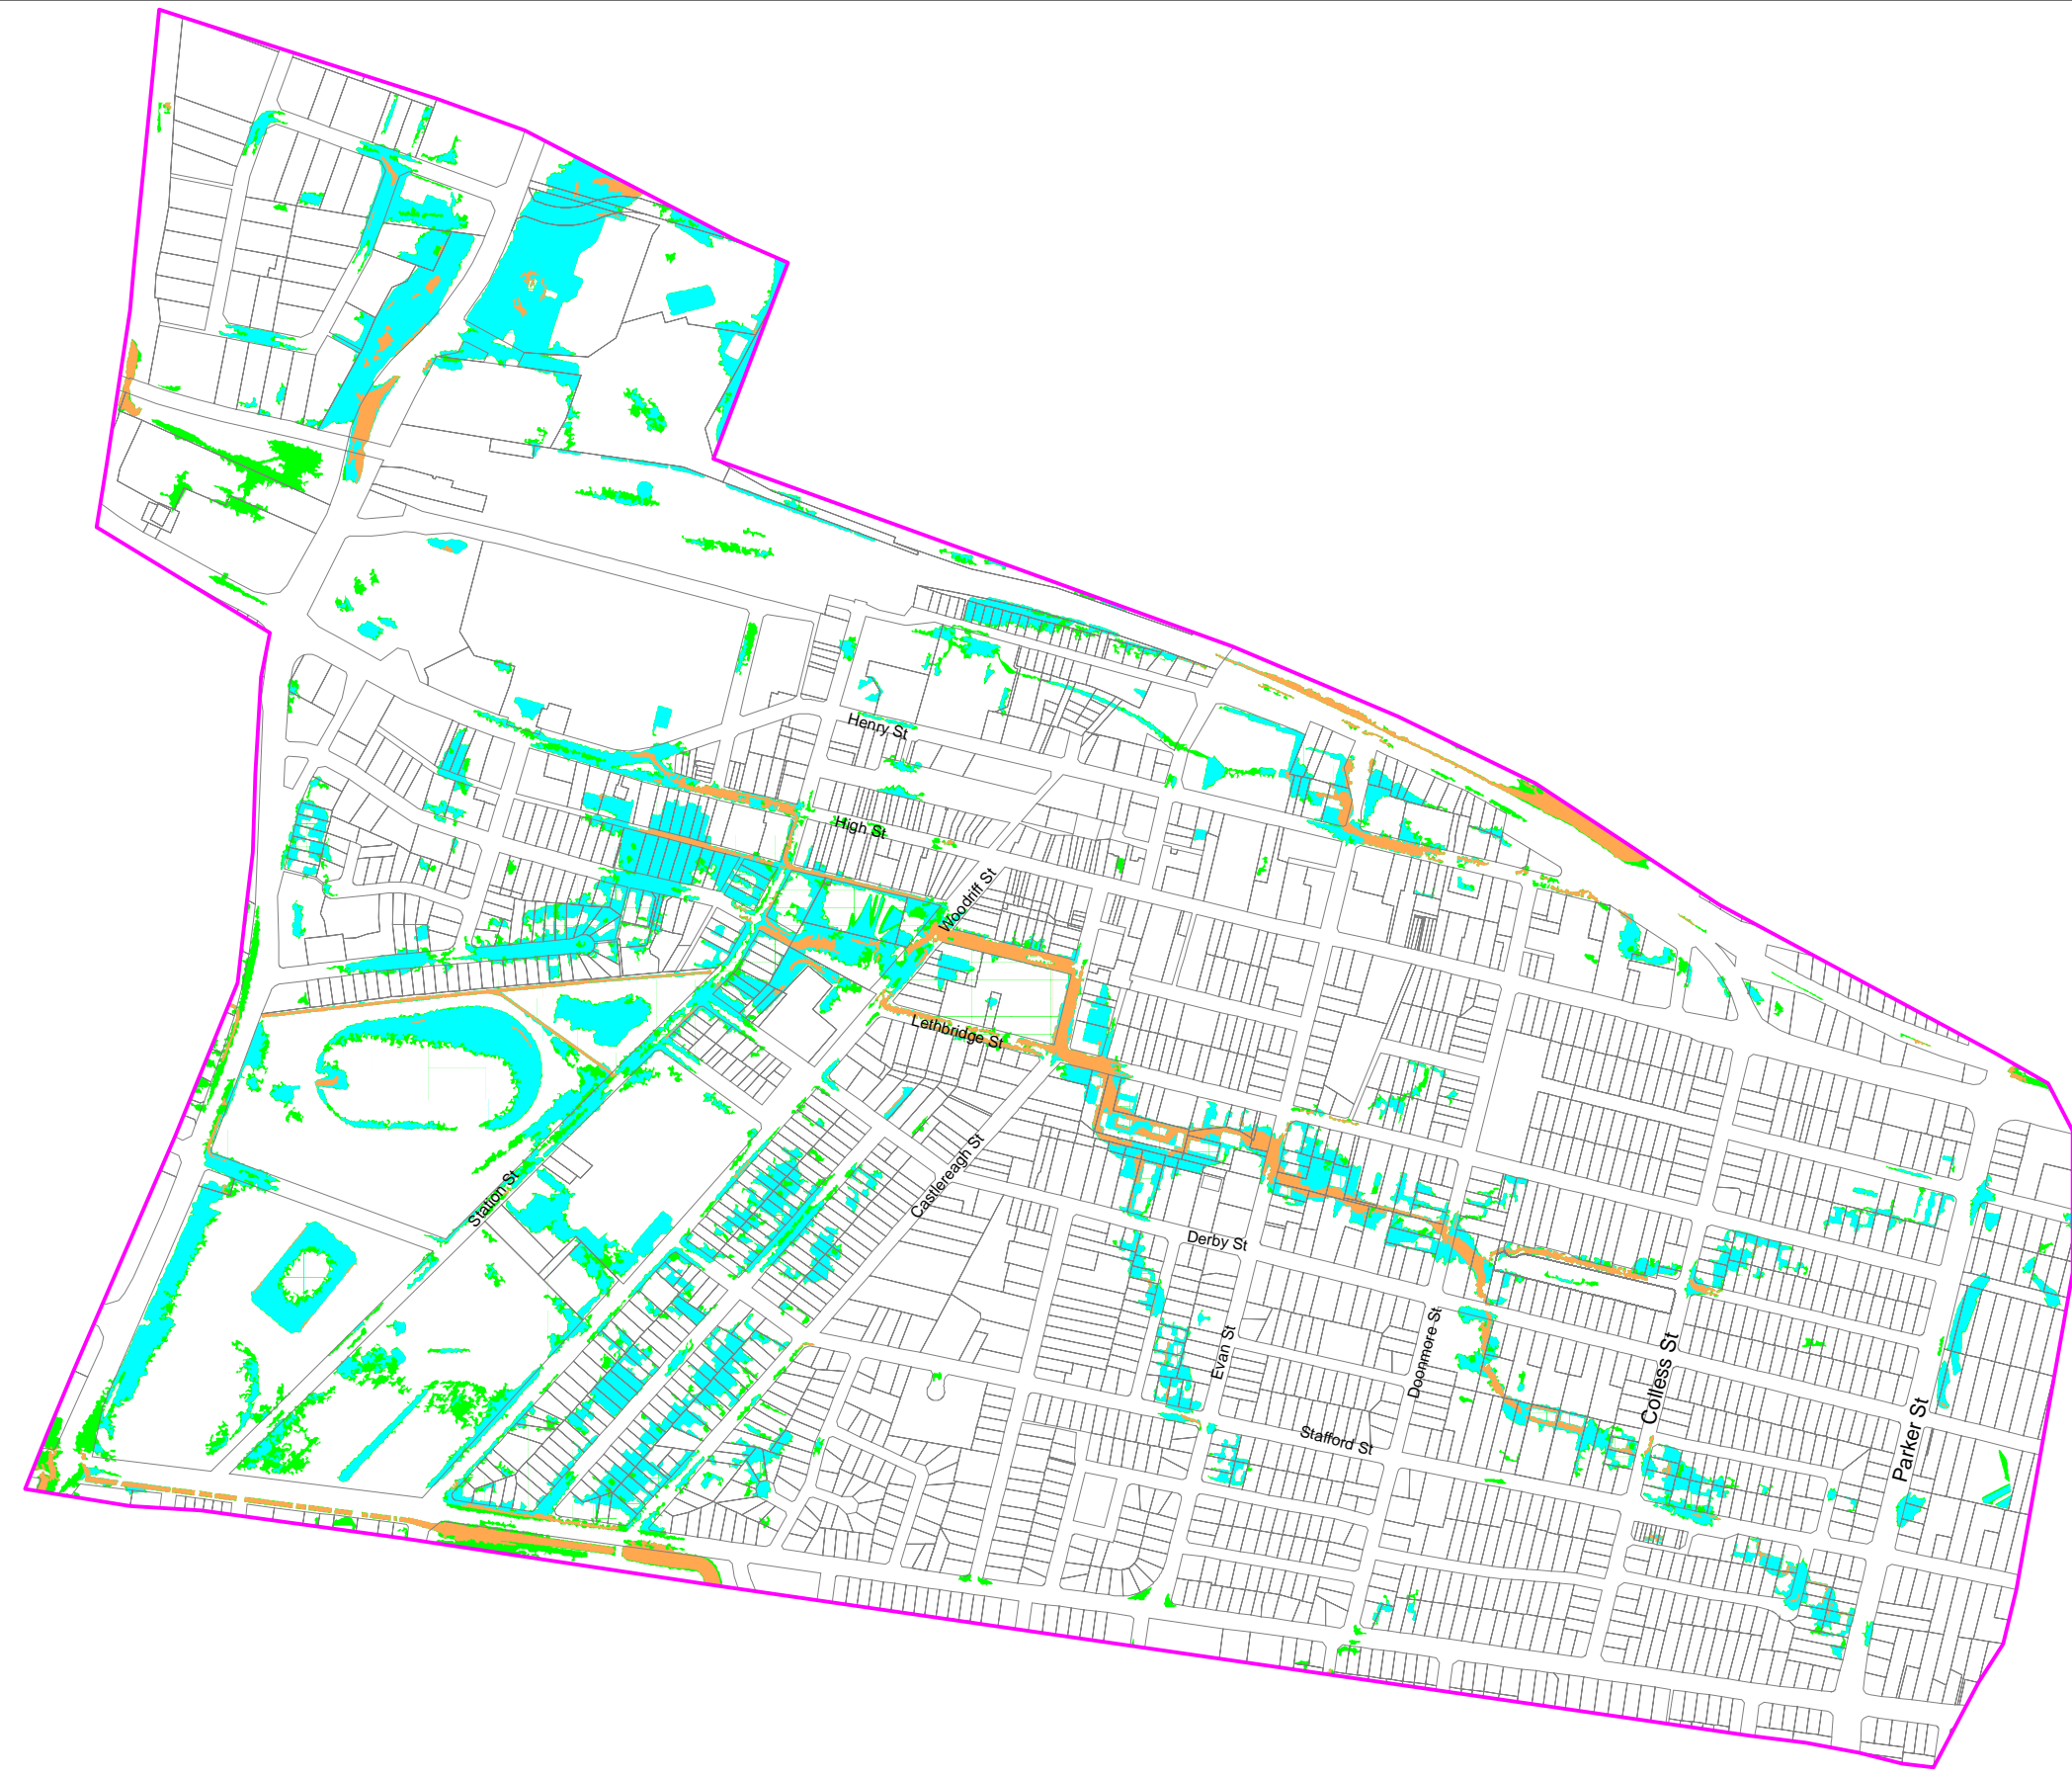 Henry St
High St
Woodriff St
Lethbridge St
Castlereagh St
Station St
Derby St
Evan St
Doonmore St
Colless St
Stafford St
Parker St